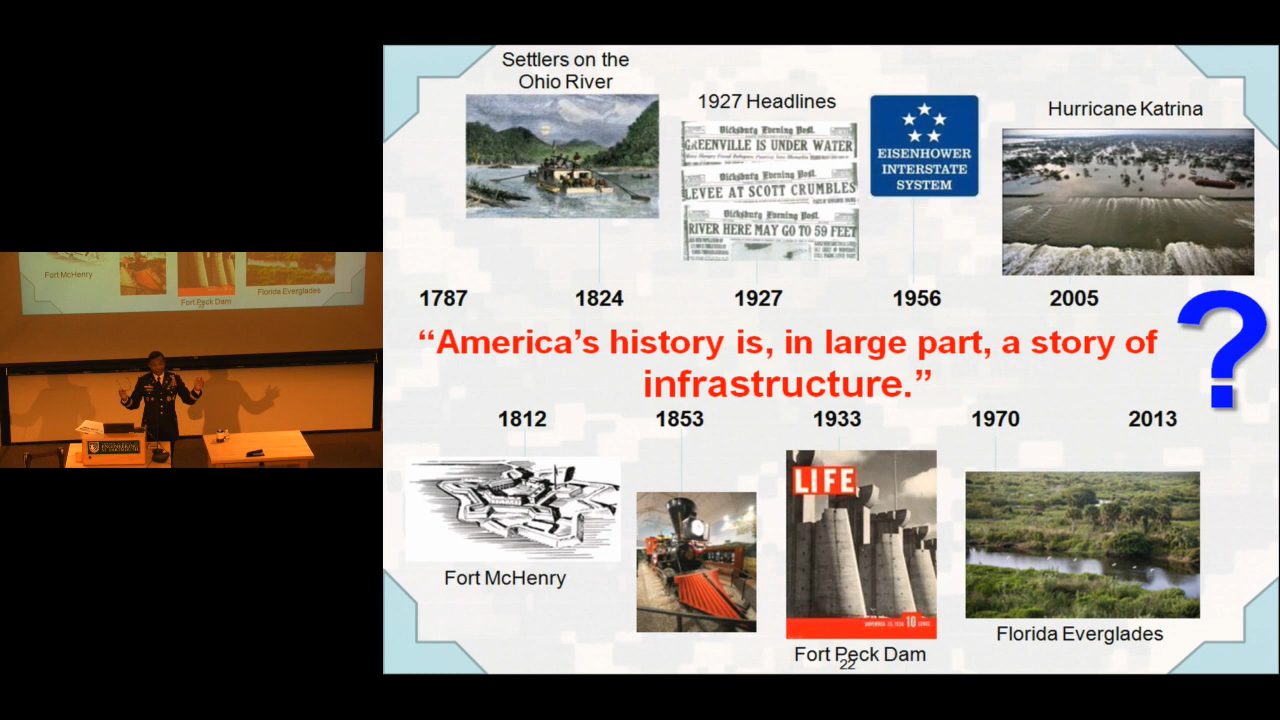 Settlers on the
Ohio River
1927 Headlines
Hurricane Katrina
Vicksburg Evening Post.
GREENVILLE IS UNDER WATER
Vicksburg Evening Post.
LEVEE AT SCOTT CRUMBLES
Vicksburg Evening Post.
RIVER HERE MAY GO TO 59 FEET
EISENHOWER
INTERSTATE
SYSTEM
1787
1824
1927
1956
2005
?
“America’s history is, in large part, a story of
infrastructure.”
1812
1853
1933
1970
2013
LIFE
10
Fort McHenry
Florida Everglades
Fort Peck Dam
22
Fort McHenry
Fort Peck Dam
Florida Everglades